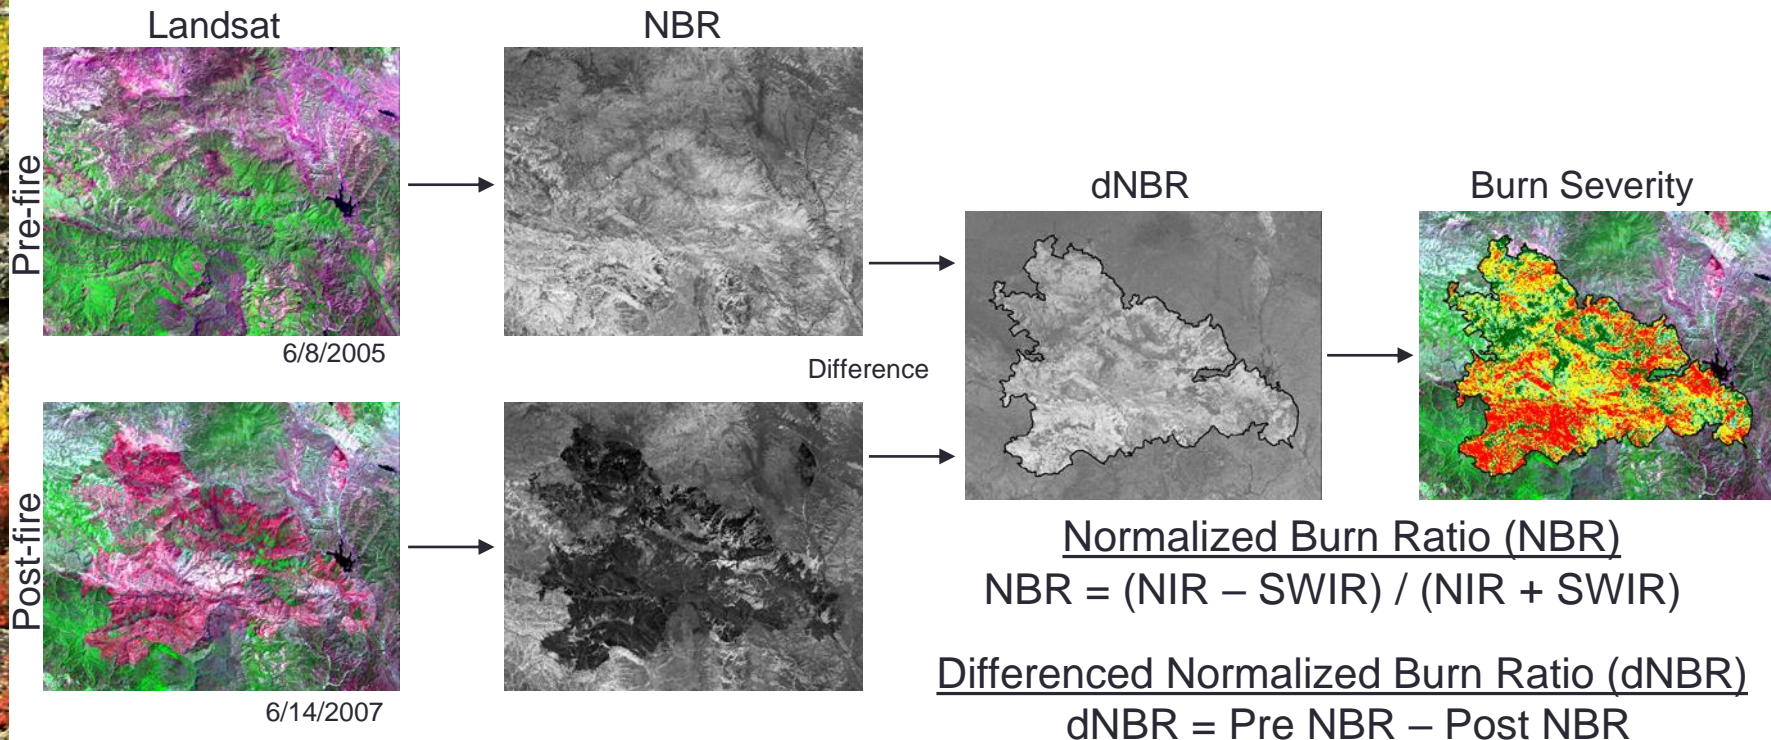 Landsat
NBR
Pre-fire
6/8/2005
Difference
dNBR
Burn Severity
Post-fire
6/14/2007
Normalized Burn Ratio (NBR)
NBR = (NIR – SWIR) / (NIR + SWIR)
Differenced Normalized Burn Ratio (dNBR)
dNBR = Pre NBR – Post NBR